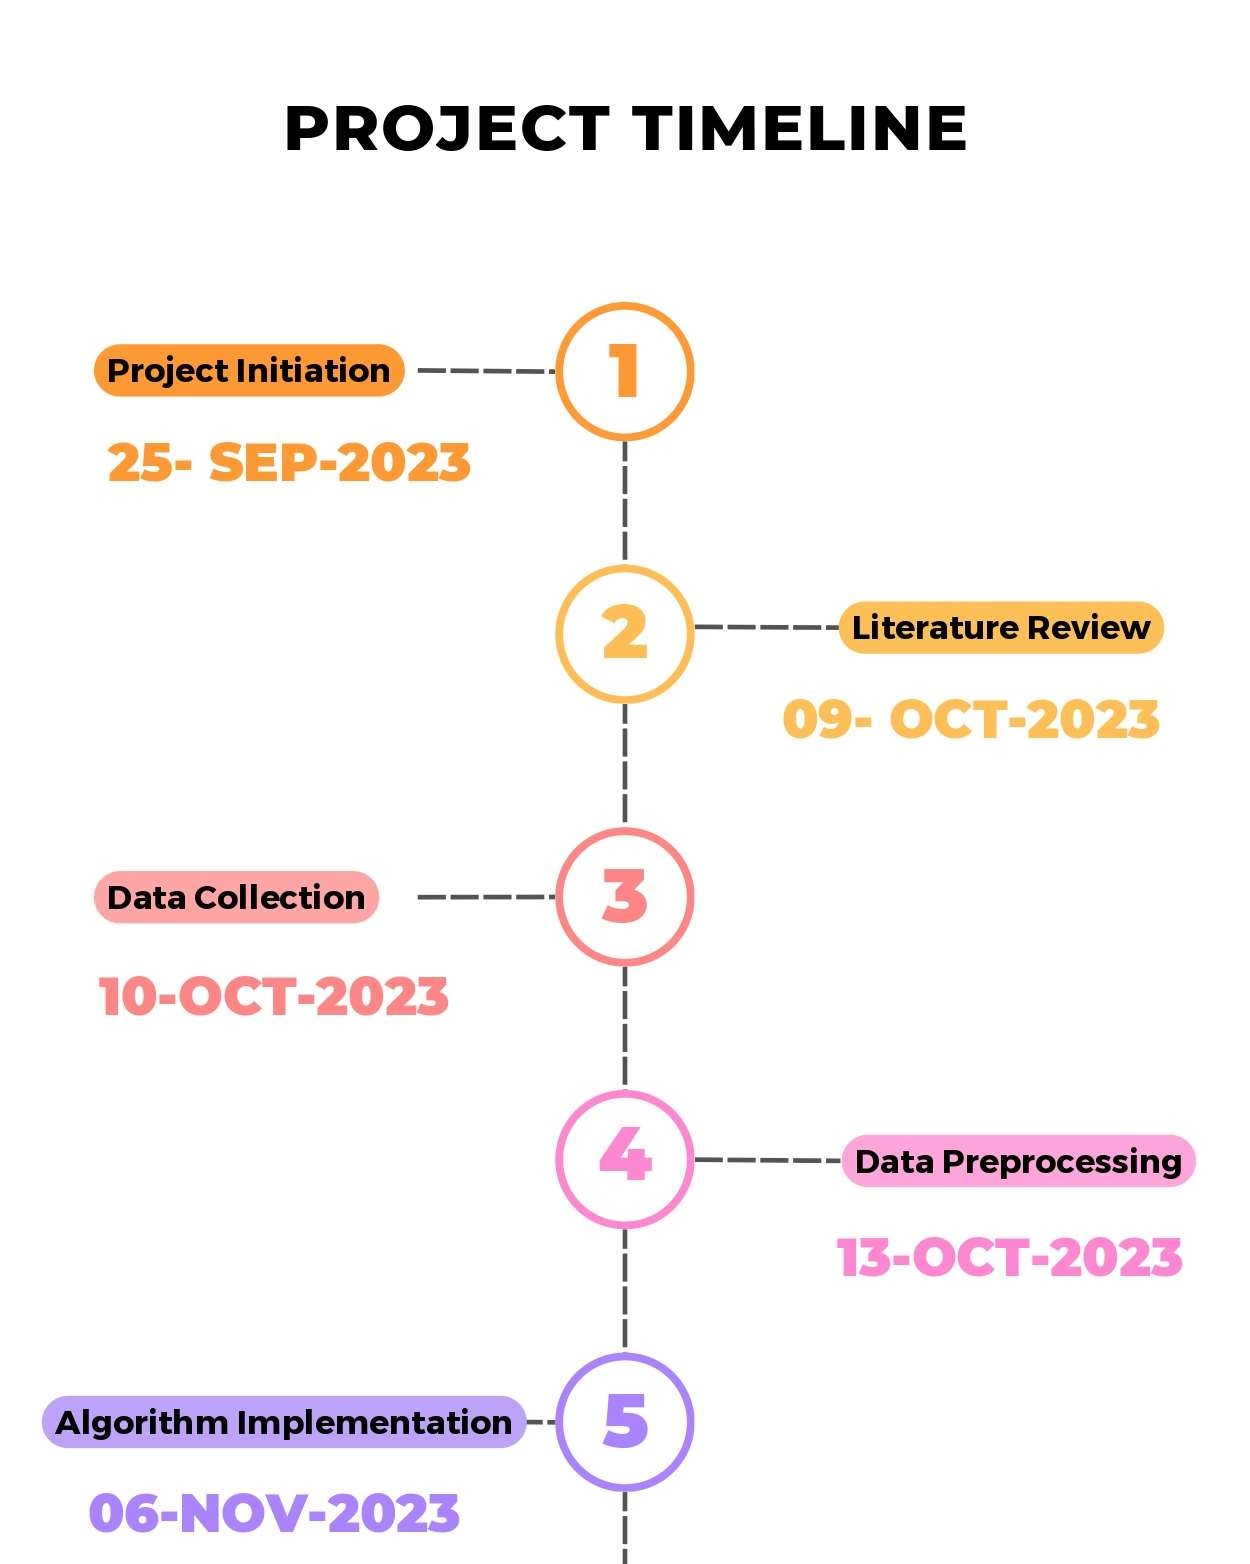 PROJECT TIMELINE
1
Project Initiation
25- SEP-2023
2
Literature Review
09- OCT-2023
3
Data Collection
10-OCT-2023
4
Data Preprocessing
13-OCT-2023
5
Algorithm Implementation
06-NOV-2023